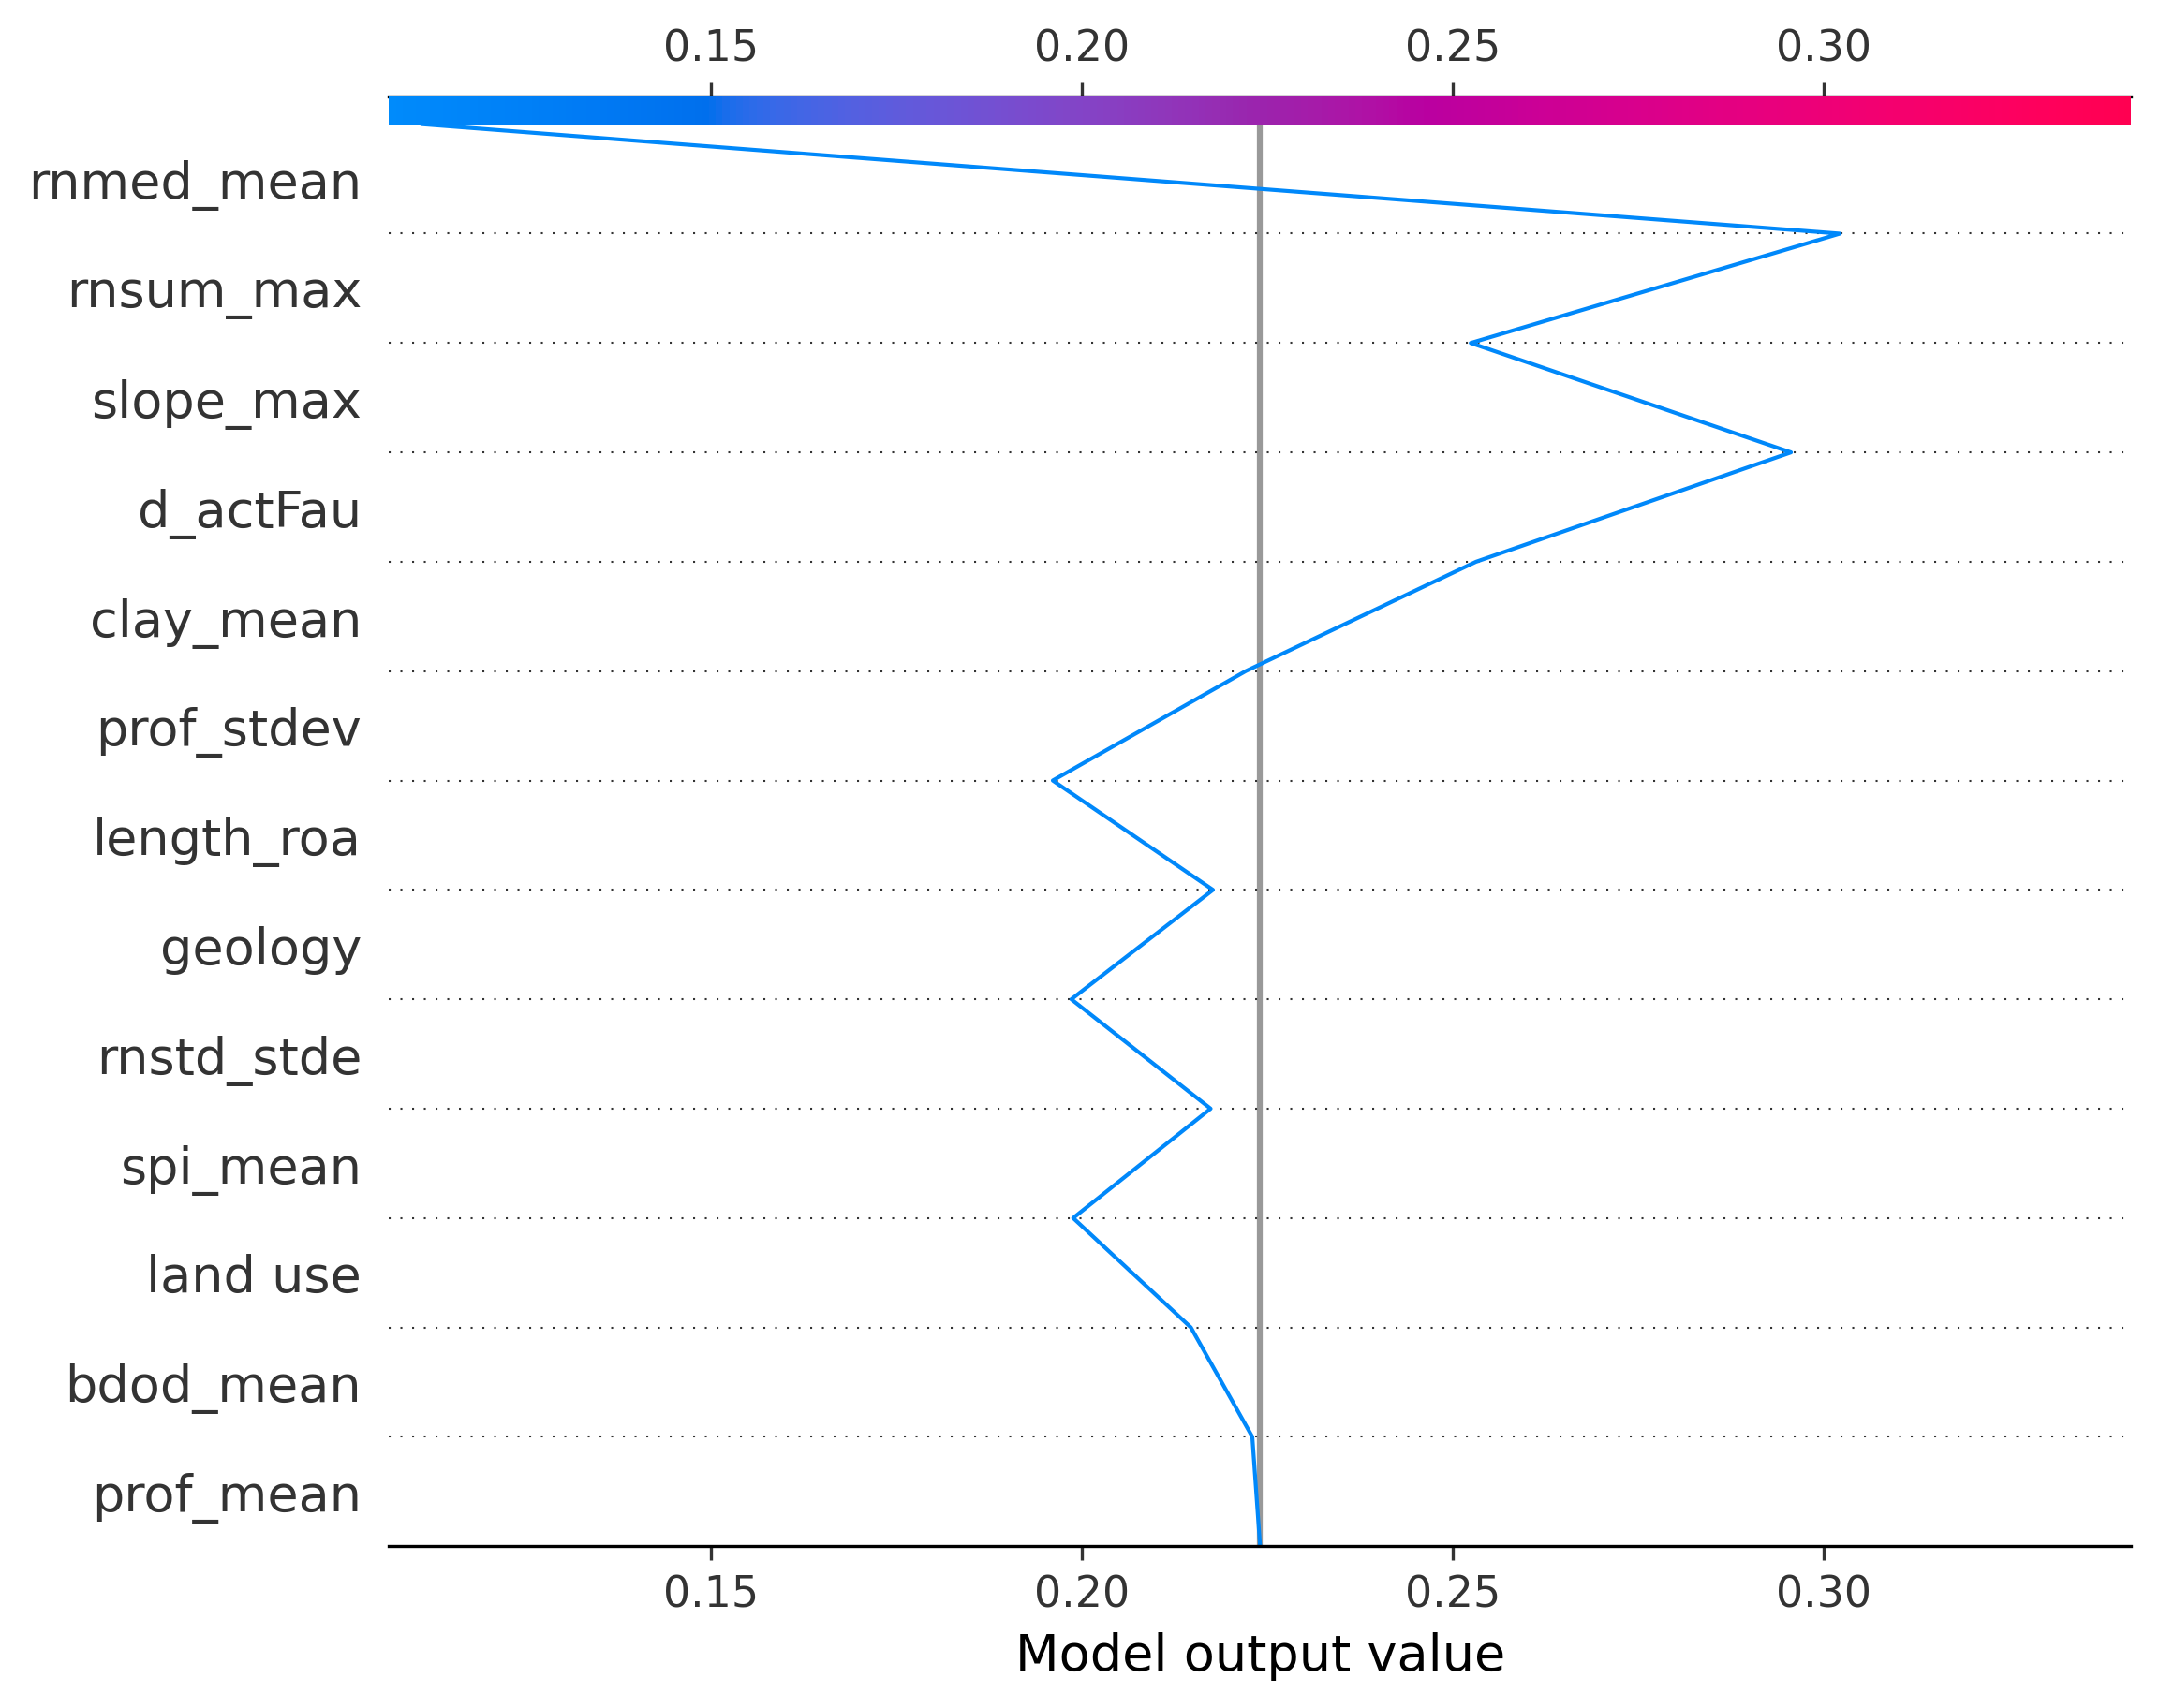 0.15 0.20 0.25 0.30
rnmed_mean
rnsum_max
slope_max
d_actFau
clay_mean
prof_stdev
length_roa
geology
rnstd_stde
spi_mean
land use
bdod_mean
prof_mean
0.15 0.20 0.25 0.30
Model output value